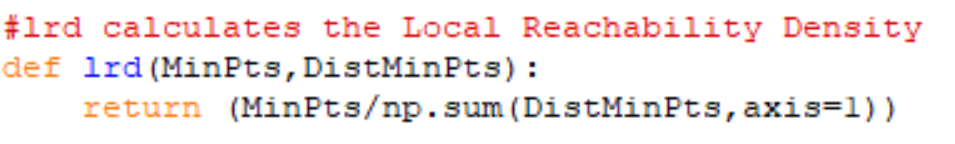 #lrd calculates the Local Reachability Density
def lrd(MinPts,DistMinPts):
    return (MinPts/np.sum(DistMinPts,axis=1))